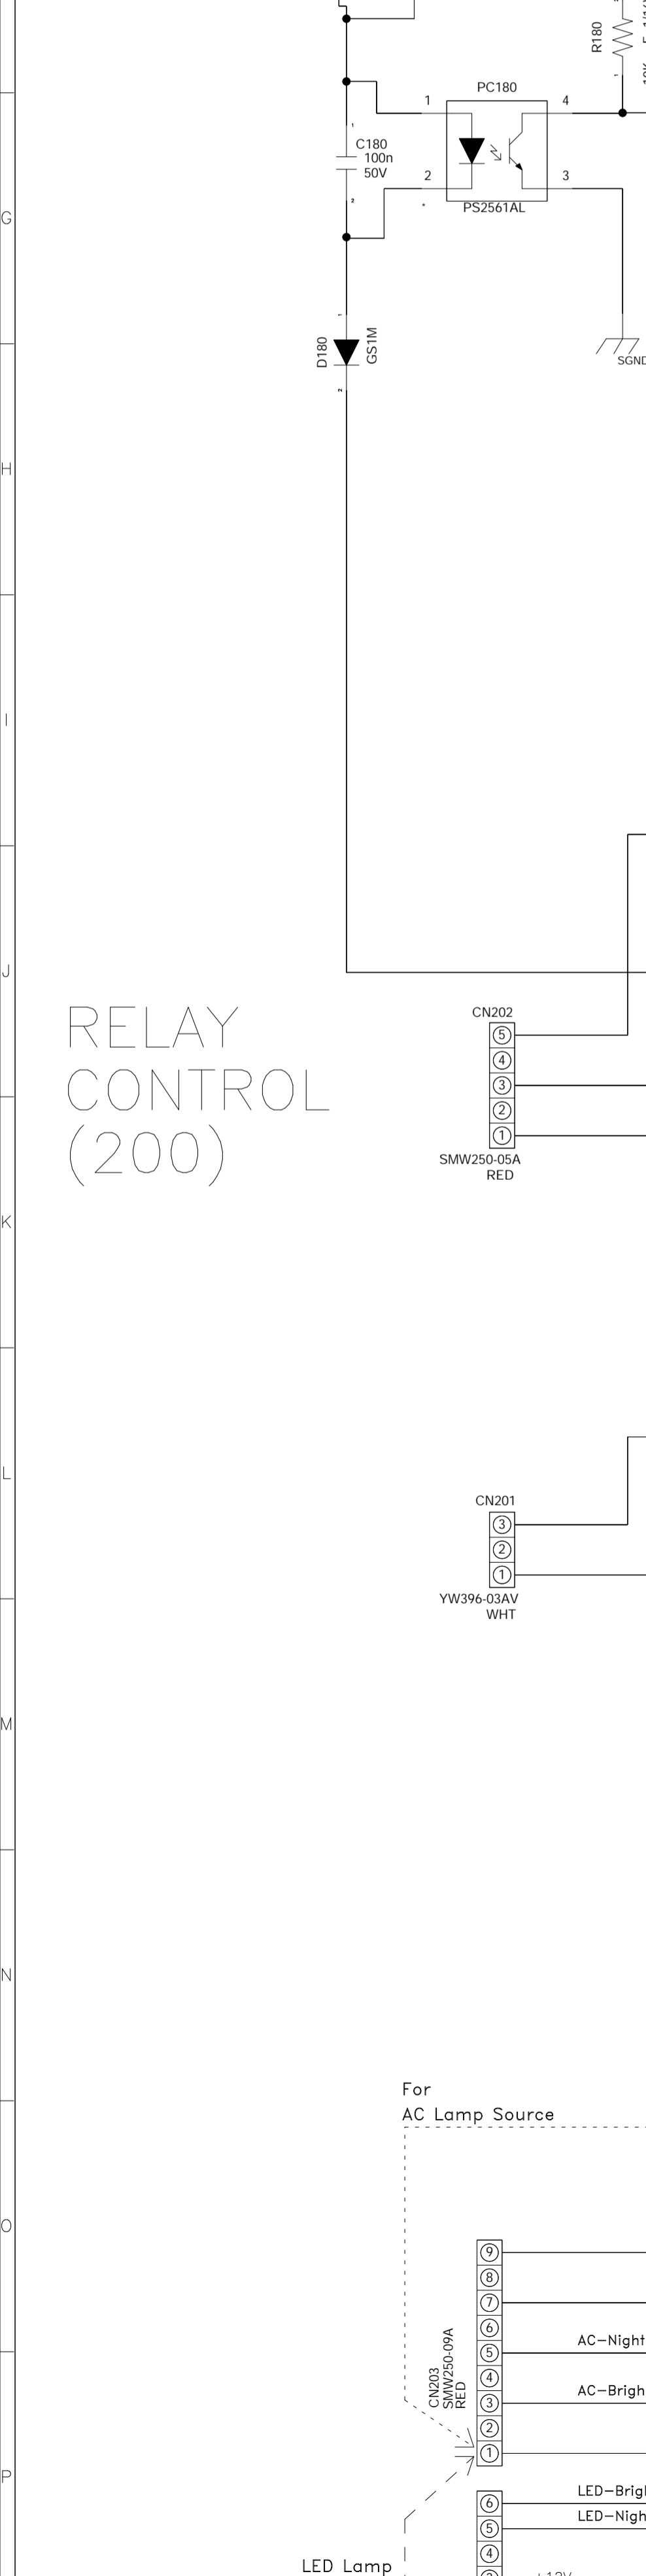 R180
PC180
1
4
C180
100n
50V
2
3
PS2561AL
G
D180
GS1M
SGND
H
I
J
RELAY
CONTROL
(200)
CN202
5
4
3
2
1
SMW250-05A
RED
K
L
CN201
3
2
1
YW396-03AV
WHT
M
N
For
AC Lamp Source
O
9
8
7
6
5
4
3
2
1
CN203
SMW250-09A
RED
AC-Night
AC-Brigh
P
6
5
4
LED-Brig
LED-Nigh
LED Lamp